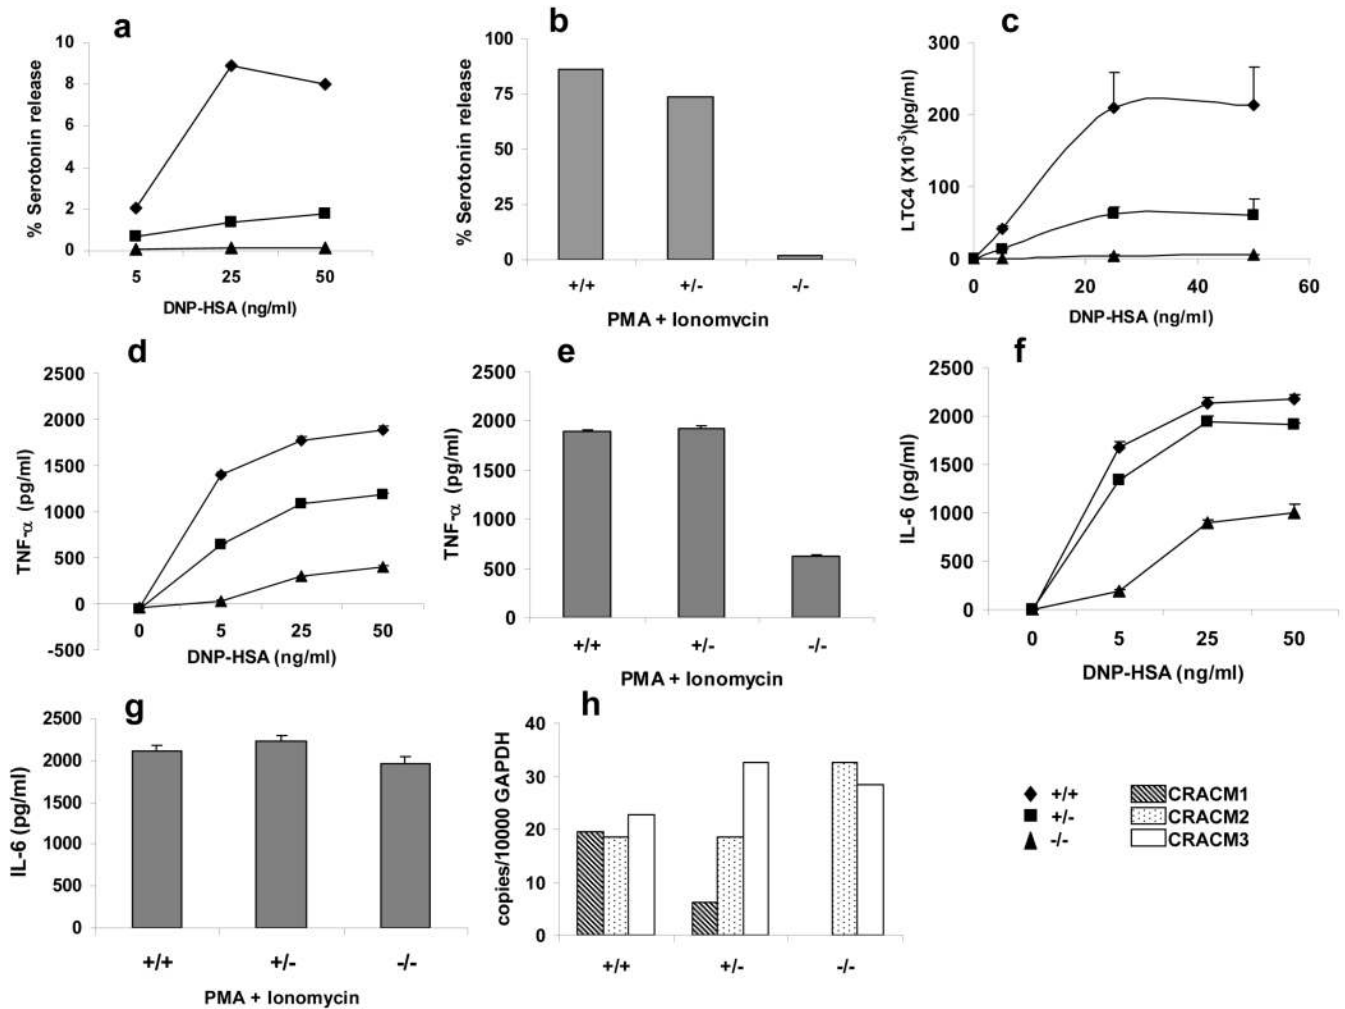 a
10
8
6
4
2
0
% Serotonin release
5 25 50
DNP-HSA (ng/ml)
b
100
75
50
25
0
% Serotonin release
+/+ +/- -/-
PMA + Ionomycin
c
300
200
100
0
LTC4 (X10-3)(pg/ml)
0 20 40 60
DNP-HSA (ng/ml)
d
2500
2000
1500
1000
500
0
-500
TNF-α (pg/ml)
0 5 25 50
DNP-HSA (ng/ml)
e
2500
2000
1500
1000
500
0
TNF-α (pg/ml)
+/+ +/- -/-
PMA + Ionomycin
f
2500
2000
1500
1000
500
0
IL-6 (pg/ml)
0 5 25 50
DNP-HSA (ng/ml)
g
2500
2000
1500
1000
500
0
IL-6 (pg/ml)
+/+ +/- -/-
PMA + Ionomycin
h
40
30
20
10
0
copies/10000 GAPDH
+/+ +/- -/-
+/+ CRACM1
+/- CRACM2
-/- CRACM3